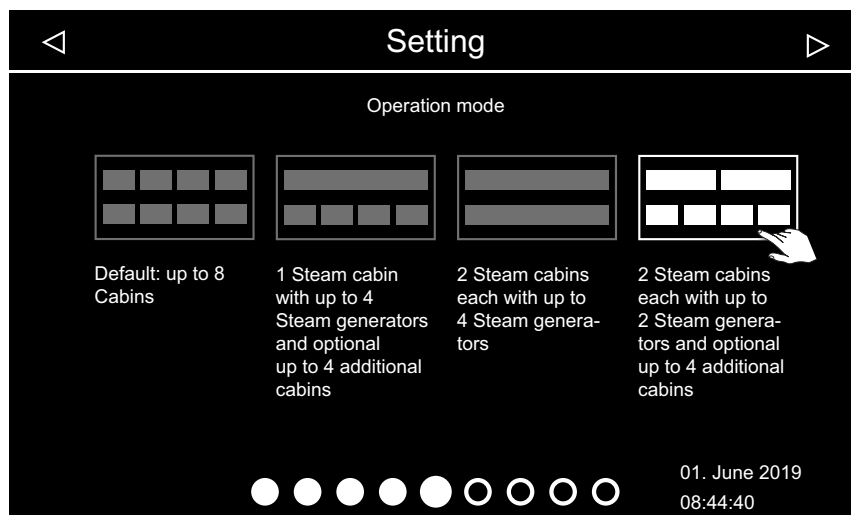 Setting
Operation mode
Default: up to 8
Cabins
1 Steam cabin
with up to 4
Steam generators
and optional
up to 4 additional
cabins
2 Steam cabins
each with up to
4 Steam genera-
tors
2 Steam cabins
each with up to
2 Steam genera-
tors and optional
up to 4 additional
cabins
01. June 2019
08:44:40